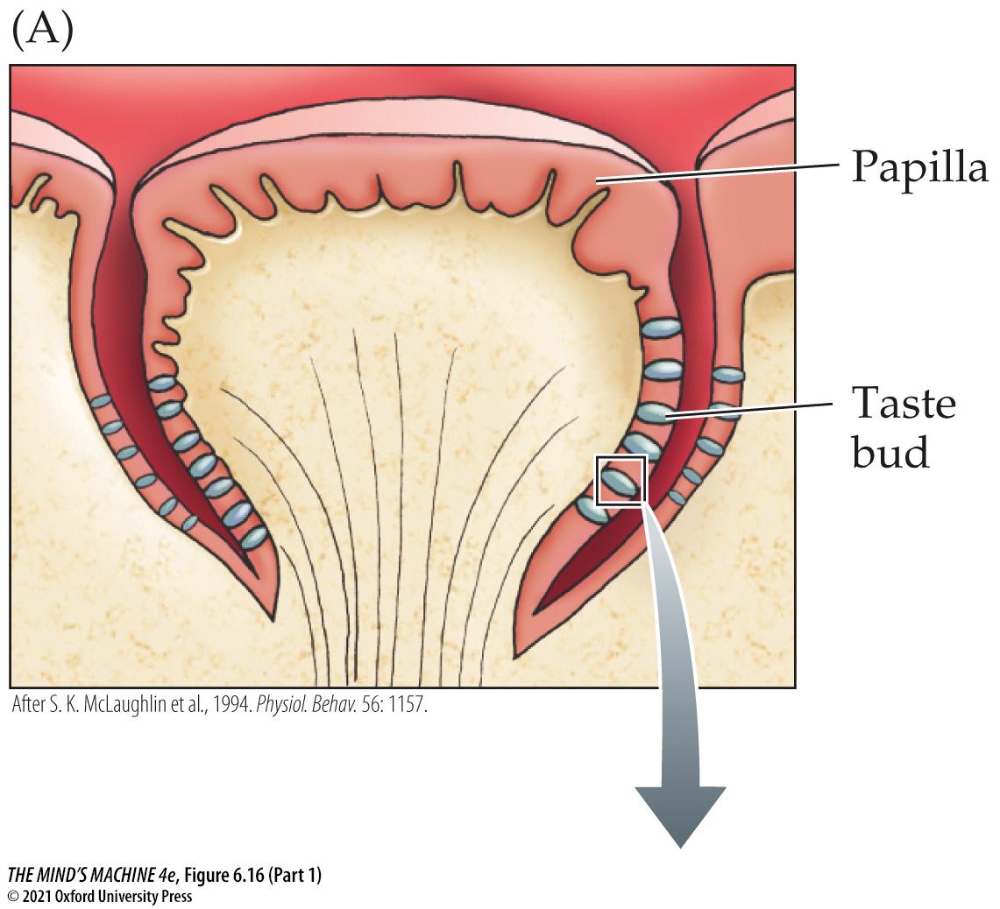 (A)
Papilla
Taste
bud
After S. K. McLaughlin et al., 1994. Physiol. Behav. 56: 1157.
THE MIND’S MACHINE 4e, Figure 6.16 (Part 1)
© 2021 Oxford University Press